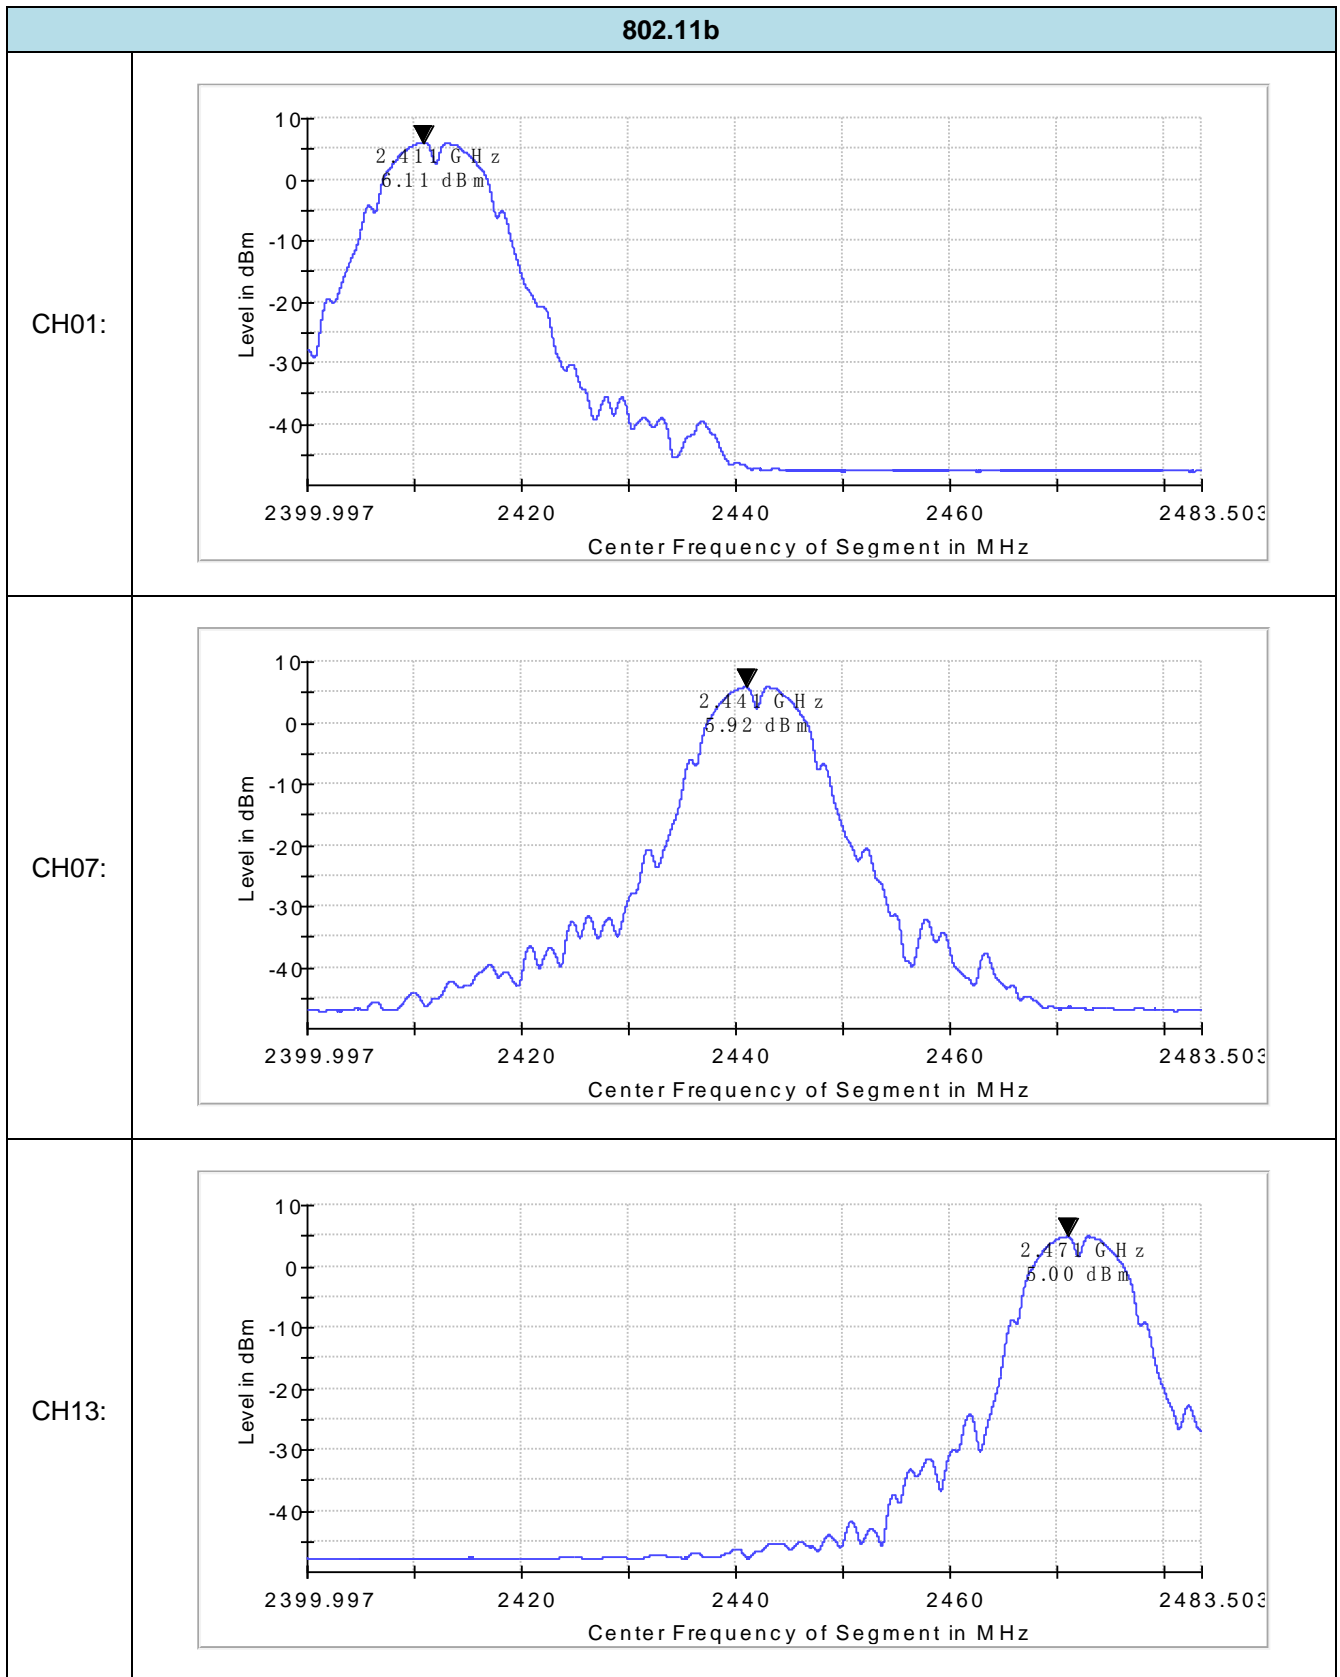 802.11b
CH01:
10
0
-10
-20
-30
-40
Level in dBm
2.411 GHz
6.11 dBm
2399.997 2420 2440 2460 2483.503
Center Frequency of Segment in MHz
CH07:
10
0
-10
-20
-30
-40
Level in dBm
2.441 GHz
5.92 dBm
2399.997 2420 2440 2460 2483.503
Center Frequency of Segment in MHz
CH13:
10
0
-10
-20
-30
-40
Level in dBm
2.471 GHz
5.00 dBm
2399.997 2420 2440 2460 2483.503
Center Frequency of Segment in MHz